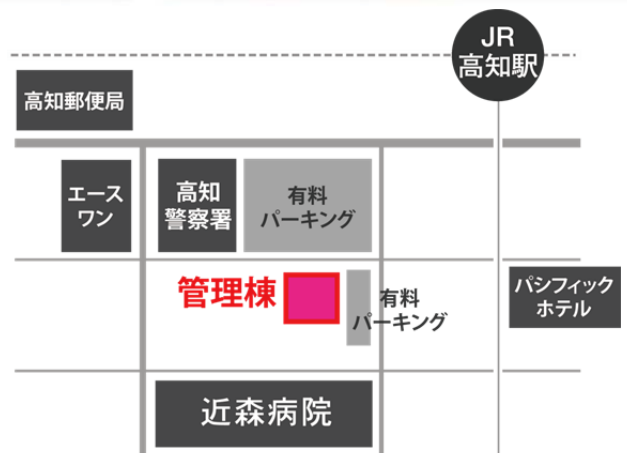 JR
高知駅
高知郵便局
エース
ワン
高知
警察署
有料
パーキング
管理棟
有料
パーキング
パシフィック
ホテル
近森病院